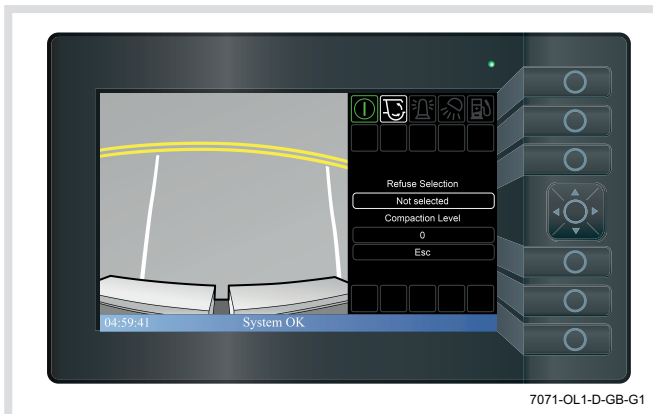 Refuse Selection
Not selected
Compaction Level
0
Esc
04:59:41 System OK
7071-OL1-D-GB-G1